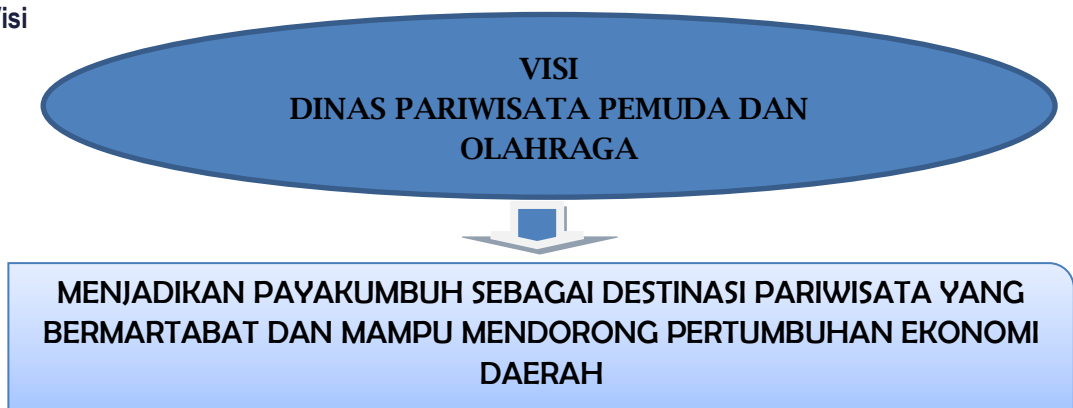 Visi
VISI
DINAS PARIWISATA PEMUDA DAN
OLAHRAGA
MENJADIKAN PAYAKUMBUH SEBAGAI DESTINASI PARIWISATA YANG
BERMARTABAT DAN MAMPU MENDORONG PERTUMBUHAN EKONOMI
DAERAH